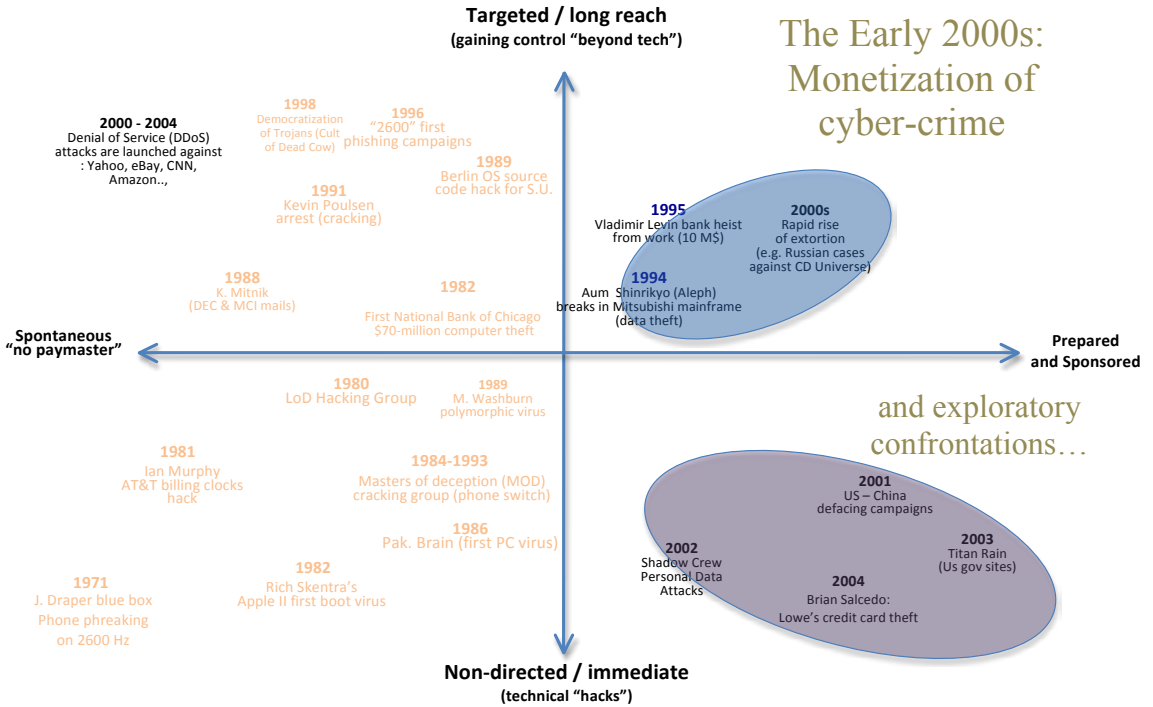 Targeted / long reach
(gaining control “beyond tech”)
The Early 2000s:
Monetization of
cyber-crime
2000 - 2004
Denial of Service (DDoS)
attacks are launched against
: Yahoo, eBay, CNN,
Amazon..,
1998
Democratization
of Trojans (Cult
of Dead Cow)
1996
“2600” first
phishing campaigns
1989
Berlin OS source
code hack for S.U.
1991
Kevin Poulsen
arrest (cracking)
1995
Vladimir Levin bank heist
from work (10 M$)
2000s
Rapid rise
of extortion
(e.g. Russian cases
against CD Universe)
1988
K. Mitnik
(DEC & MCI mails)
1982
First National Bank of Chicago
$70-million computer theft
1994
Aum Shinrikyo (Aleph)
breaks in Mitsubishi mainframe
(data theft)
Spontaneous
“no paymaster”
Prepared
and Sponsored
1980
LoD Hacking Group
1989
M. Washburn
polymorphic virus
and exploratory
confrontations…
1981
Ian Murphy
AT&T billing clocks
hack
1984-1993
Masters of deception (MOD)
cracking group (phone switch)
2001
US – China
defacing campaigns
1986
Pak. Brain (first PC virus)
2002
Shadow Crew
Personal Data
Attacks
2003
Titan Rain
(Us gov sites)
1971
J. Draper blue box
Phone phreaking
on 2600 Hz
1982
Rich Skentra’s
Apple II first boot virus
2004
Brian Salcedo:
Lowe’s credit card theft
Non-directed / immediate
(technical “hacks”)